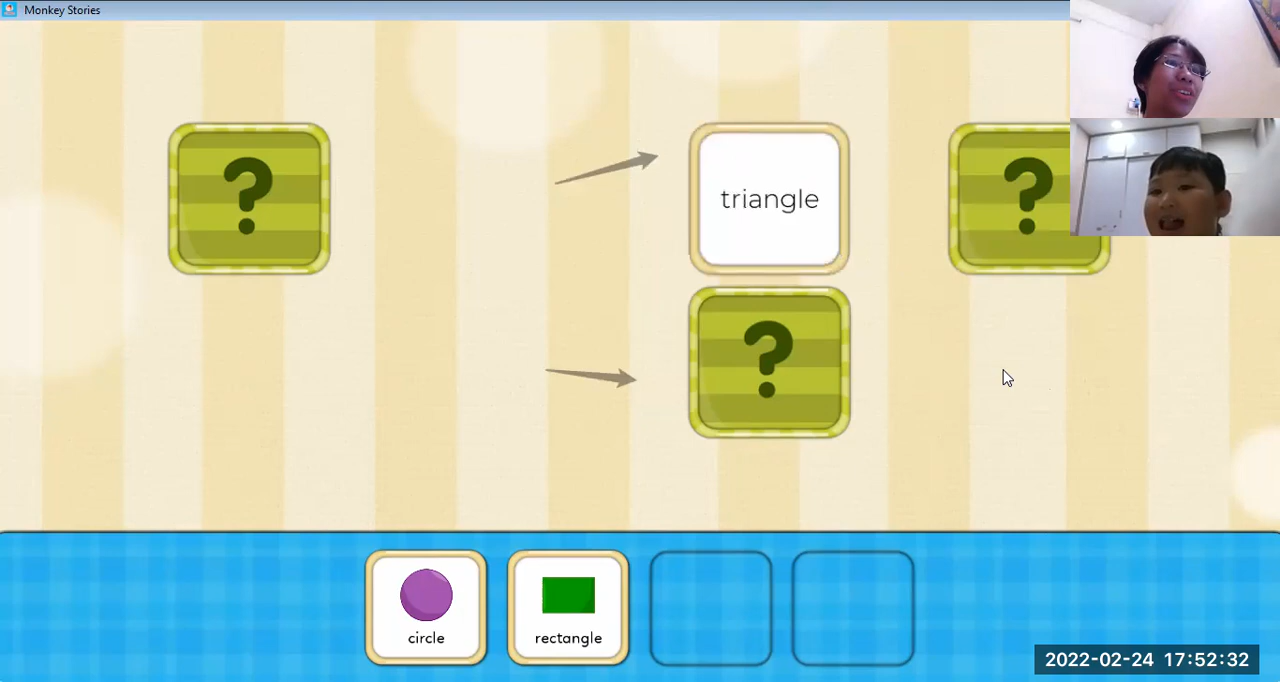 Monkey Stories
?
triangle
?
?
circle
rectangle
2022-02-24 17:52:32